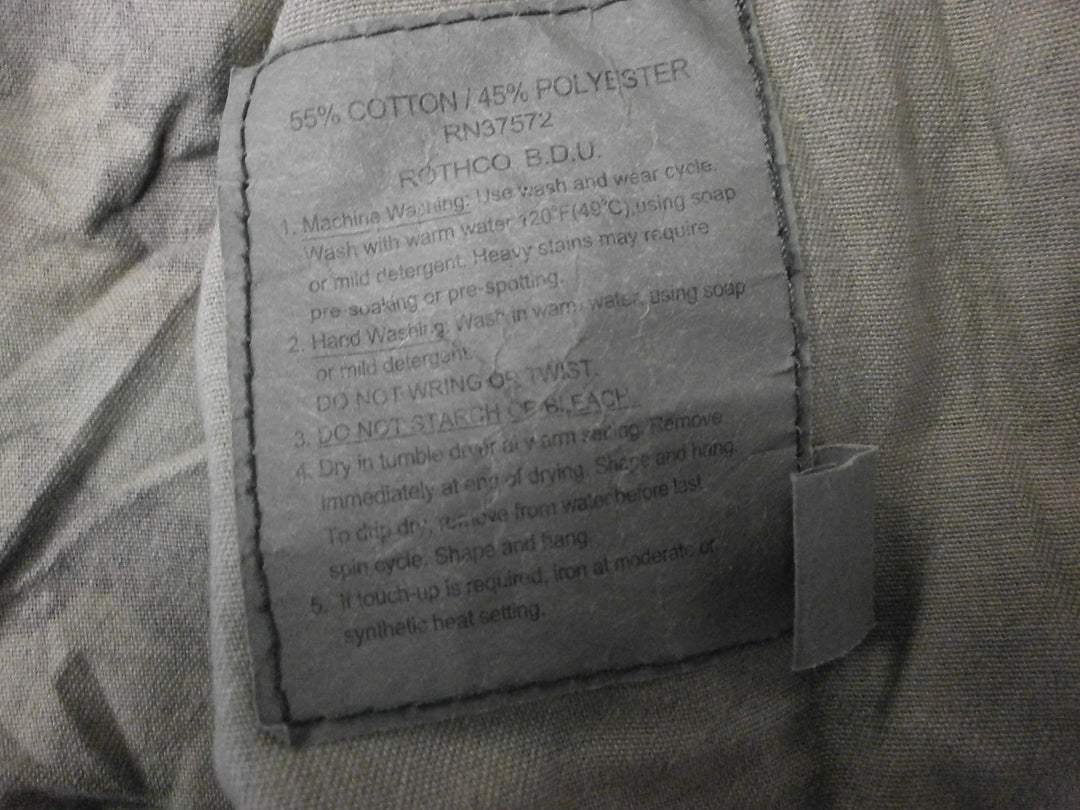 55% COTTON / 45% POLYESTER
RN37572
ROTHCO B.D.U.
1. Machine Washing: Use wash and wear cycle.
Wash with warm water 120°F(49°C),using soap
or mild detergent. Heavy stains may require
pre soaking or pre-spotting.
2. Hand Washing: Wash in warm water, using soap
or mild detergent.
DO NOT WRING OR TWIST.
3. DO NOT STARCH OR BLEACH.
4. Dry in tumble dryer at warm setting. Remove
immediately at end of drying. Shape and hang.
To drip dry, remove from water before last
spin cycle. Shape and hang.
5. If touch-up is required, iron at moderate or
synthetic heat setting.